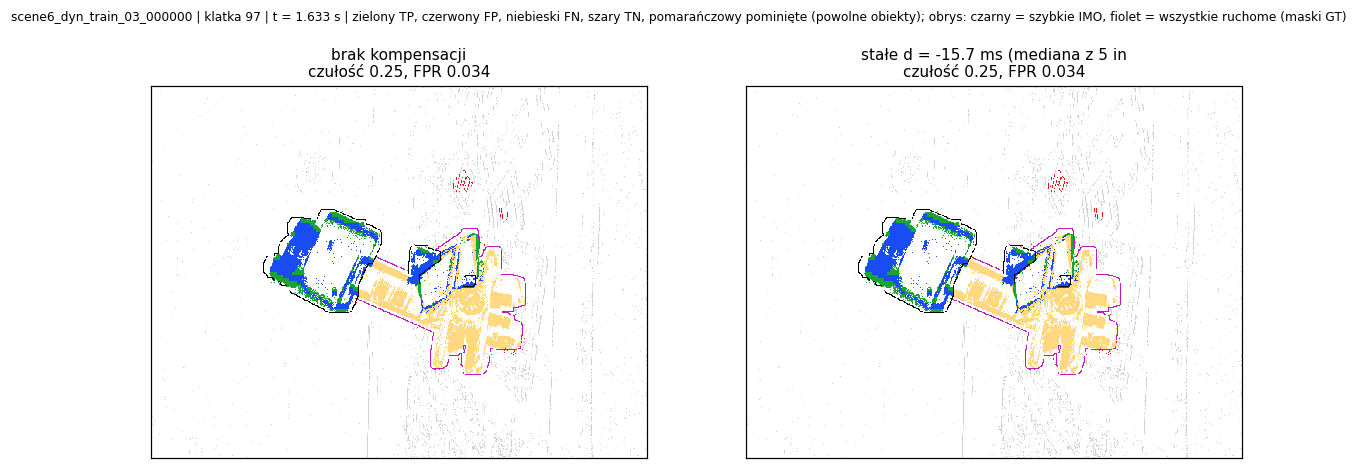 scene6_dyn_train_03_000000 | klatka 97 | t = 1.633 s | zielony TP, czerwony FP, niebieski FN, szary TN, pomarańczowy pominięte (powolne obiekty); obrys: czarny = szybkie IMO, fiolet = wszystkie ruchome (maski GT)
brak kompensacji
czułość 0.25, FPR 0.034
stałe d = -15.7 ms (mediana z 5 in
czułość 0.25, FPR 0.034